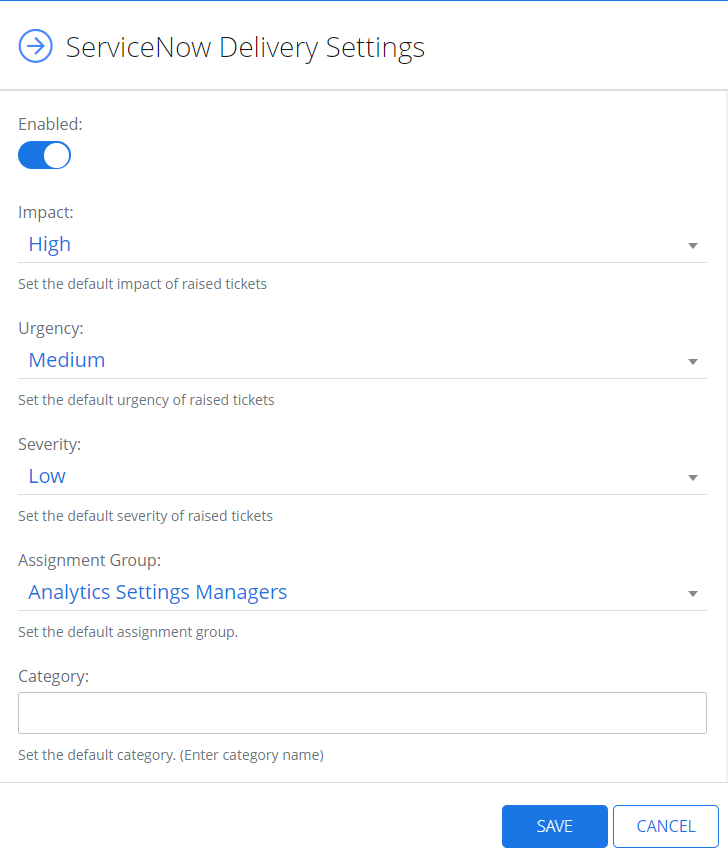 ServiceNow Delivery Settings
Enabled:
Impact:
High
Set the default impact of raised tickets
Urgency:
Medium
Set the default urgency of raised tickets
Severity:
Low
Set the default severity of raised tickets
Assignment Group:
Analytics Settings Managers
Set the default assignment group.
Category:
Set the default category. (Enter category name)
SAVE CANCEL